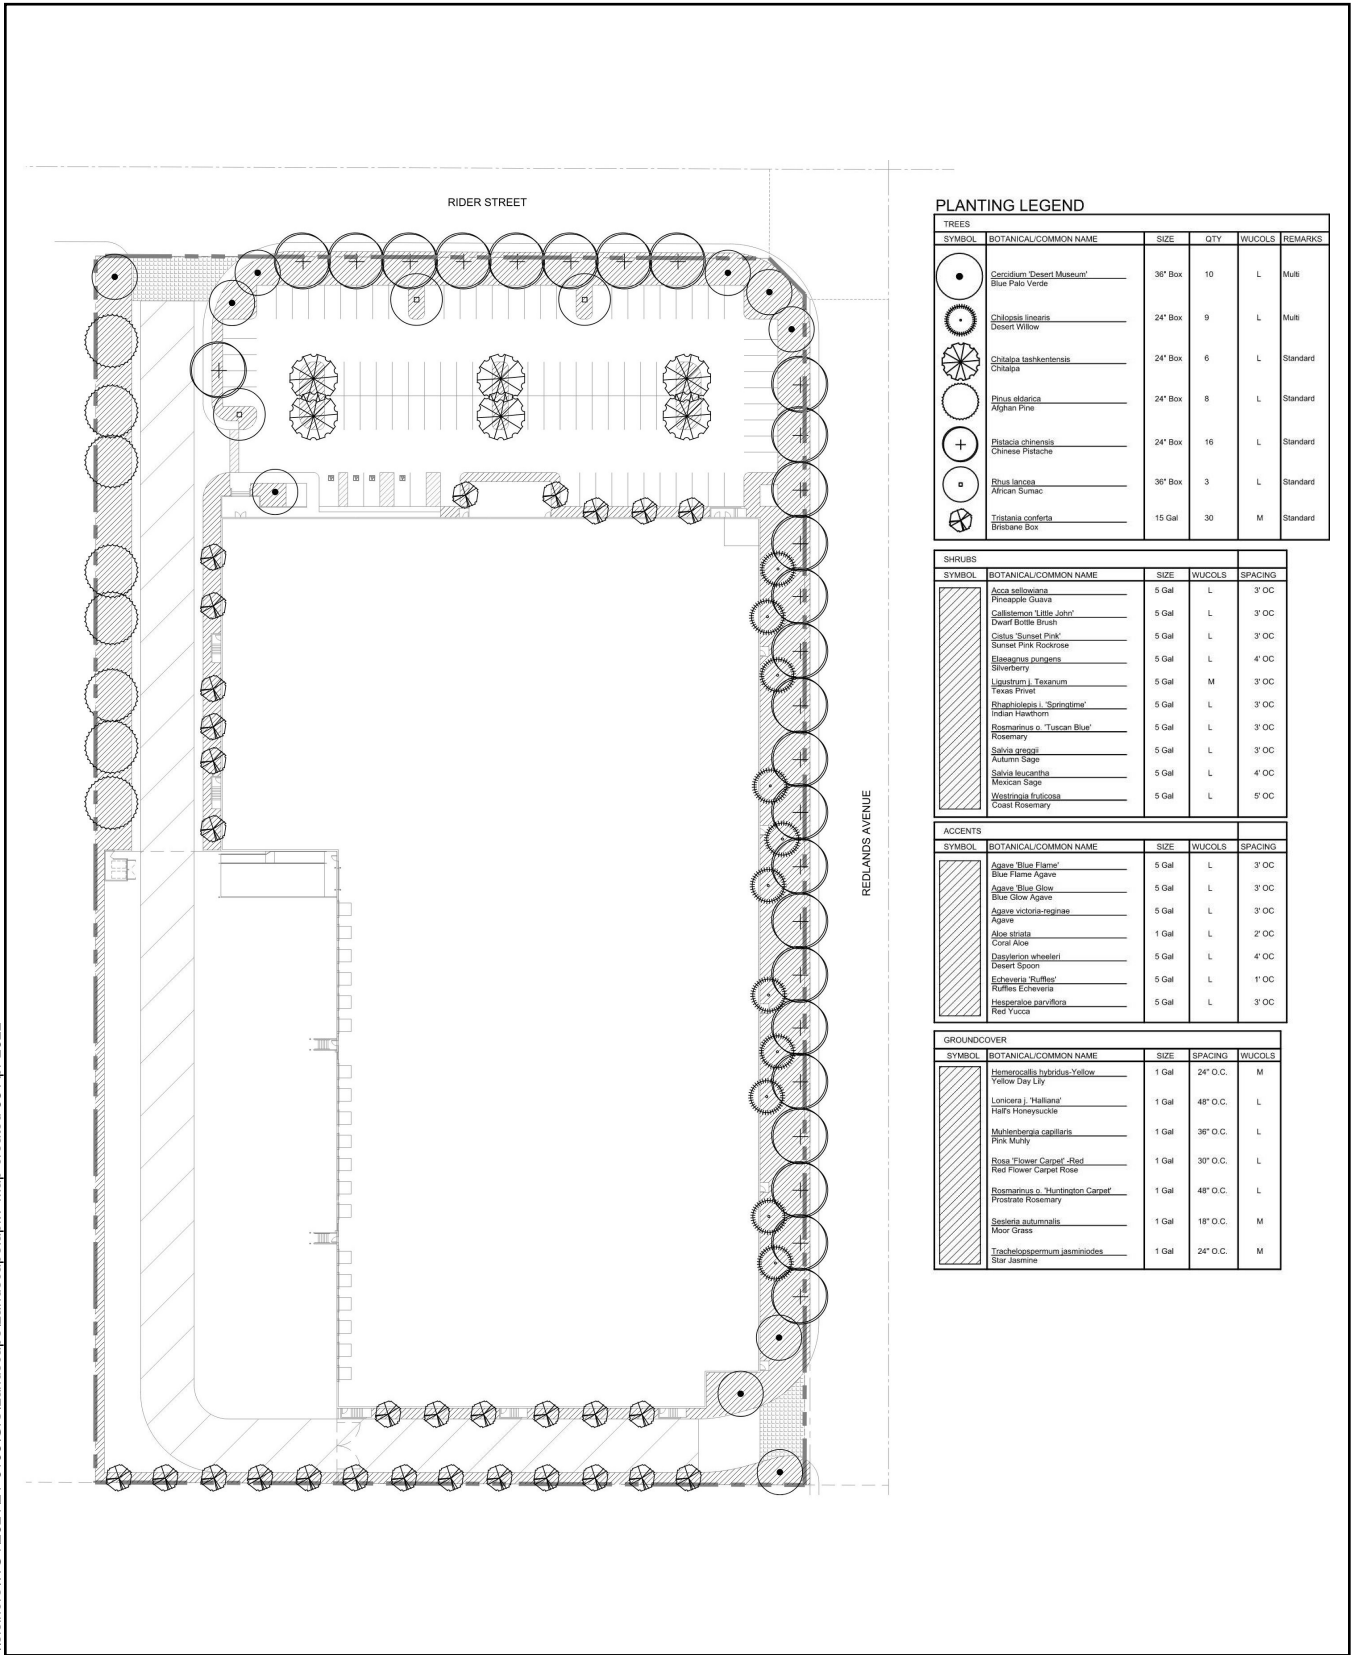 RIDER STREET
REDLANDS AVENUE
PLANTING LEGEND
TREES
SYMBOL BOTANICAL/COMMON NAME SIZE QTY WUCOLS REMARKS
Cercidium 'Desert Museum' 36" Box 10 L Multi
Blue Palo Verde
Chilopsis linearis 24" Box 9 L Multi
Desert Willow
Chitalpa tashkentensis 24" Box 6 L Standard
Chitalpa
Pinus eldarica 24" Box 8 L Standard
Afghan Pine
Pistacia chinensis 24" Box 16 L Standard
Chinese Pistache
Rhus lancea 36" Box 3 L Standard
African Sumac
Tristania conferta 15 Gal 30 M Standard
Brisbane Box
SHRUBS
SYMBOL BOTANICAL/COMMON NAME SIZE WUCOLS SPACING
Acca sellowiana 5 Gal L 3' OC
Pineapple Guava
Callistemon 'Little John' 5 Gal L 3' OC
Dwarf Bottle Brush
Cistus 'Sunset Pink' 5 Gal L 3' OC
Sunset Pink Rockrose
Elaeagnus pungens 5 Gal L 4' OC
Silverberry
Ligustrum j. Texanum 5 Gal M 3' OC
Texas Privet
Rhaphiolepis i. 'Springtime' 5 Gal L 3' OC
Indian Hawthorn
Rosmarinus o. 'Tuscan Blue' 5 Gal L 3' OC
Rosemary
Salvia greggii 5 Gal L 3' OC
Autumn Sage
Salvia leucantha 5 Gal L 4' OC
Mexican Sage
Westringia fruticosa 5 Gal L 5' OC
Coast Rosemary
ACCENTS
SYMBOL BOTANICAL/COMMON NAME SIZE WUCOLS SPACING
Agave 'Blue Flame' 5 Gal L 3' OC
Blue Flame Agave
Agave 'Blue Glow 5 Gal L 3' OC
Blue Glow Agave
Agave victoria-reginae 5 Gal L 3' OC
Agave
Aloe striata 1 Gal L 2' OC
Coral Aloe
Dasylerion wheeleri 5 Gal L 4' OC
Desert Spoon
Echeveria 'Ruffles' 5 Gal L 1' OC
Ruffles Echeveria
Hesperaloe parviflora 5 Gal L 3' OC
Red Yucca
GROUNDCOVER
SYMBOL BOTANICAL/COMMON NAME SIZE SPACING WUCOLS
Hemerocallis hybridus-Yellow 1 Gal 24" O.C. M
Yellow Day Lily
Lonicera j. 'Halliana' 1 Gal 48" O.C. L
Hall's Honeysuckle
Muhlenbergia capillaris 1 Gal 36" O.C. L
Pink Muhly
Rosa 'Flower Carpet' -Red 1 Gal 30" O.C. L
Red Flower Carpet Rose
Rosmarinus o. 'Huntington Carpet' 1 Gal 48" O.C. L
Prostrate Rosemary
Sesleria autumnalis 1 Gal 18" O.C. M
Moor Grass
Trachelopspermum jasminiodes 1 Gal 24" O.C. M
Star Jasmine